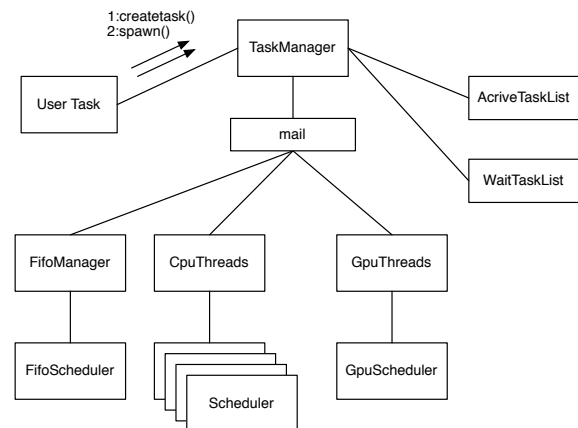 1:createtask()
2:spawn()
TaskManager
User Task
AcriveTaskList
mail
WaitTaskList
FifoManager
CpuThreads
GpuThreads
FifoScheduler
GpuScheduler
Scheduler